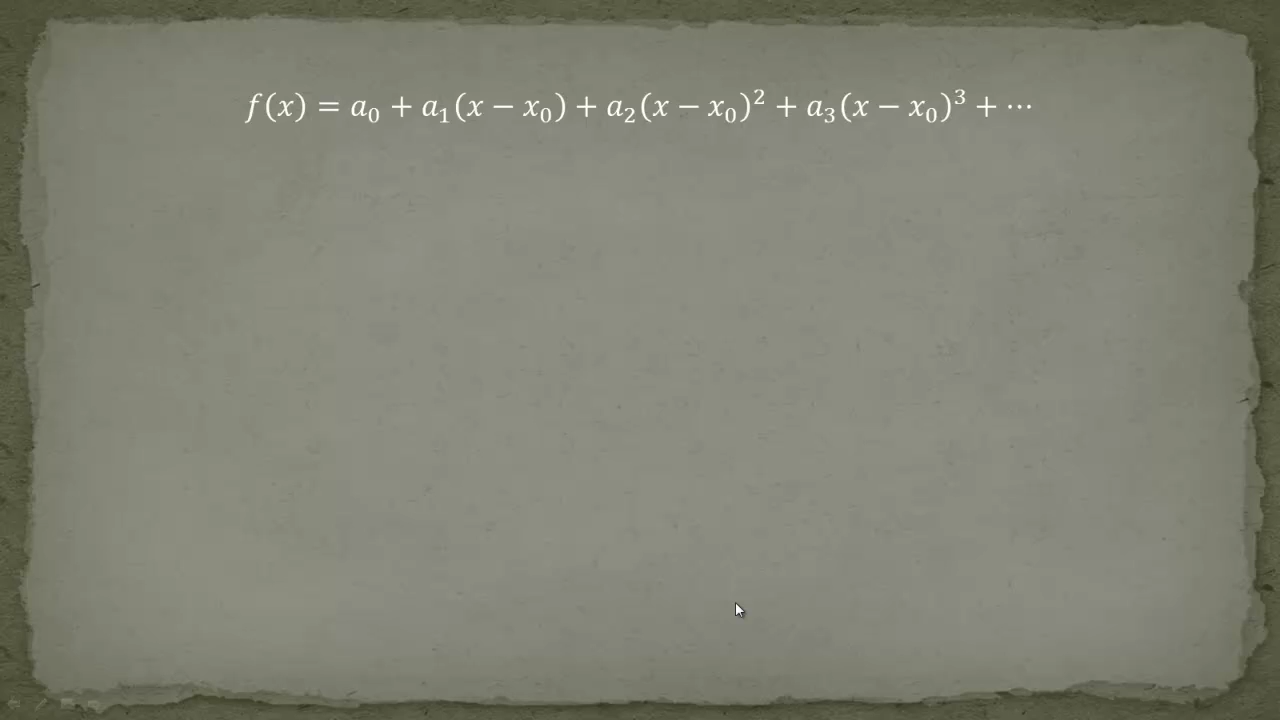 f(x) = a₀ + a₁(x − x₀) + a₂(x − x₀)² + a₃(x − x₀)³ + ⋯